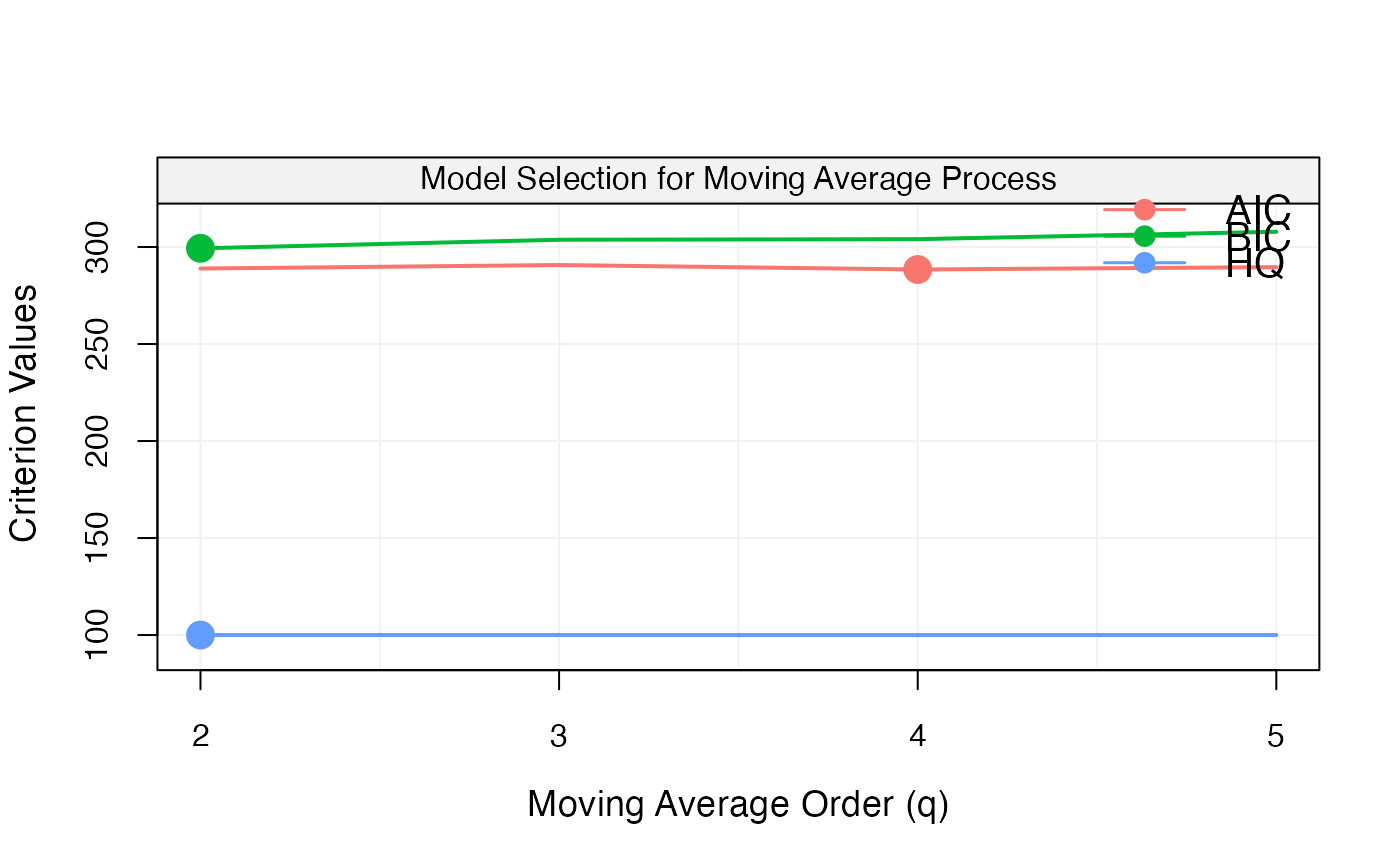 Model Selection for Moving Average Process
AIC
BIC
HQ
300
250
200
150
100
Criterion Values
2 3 4 5
Moving Average Order (q)